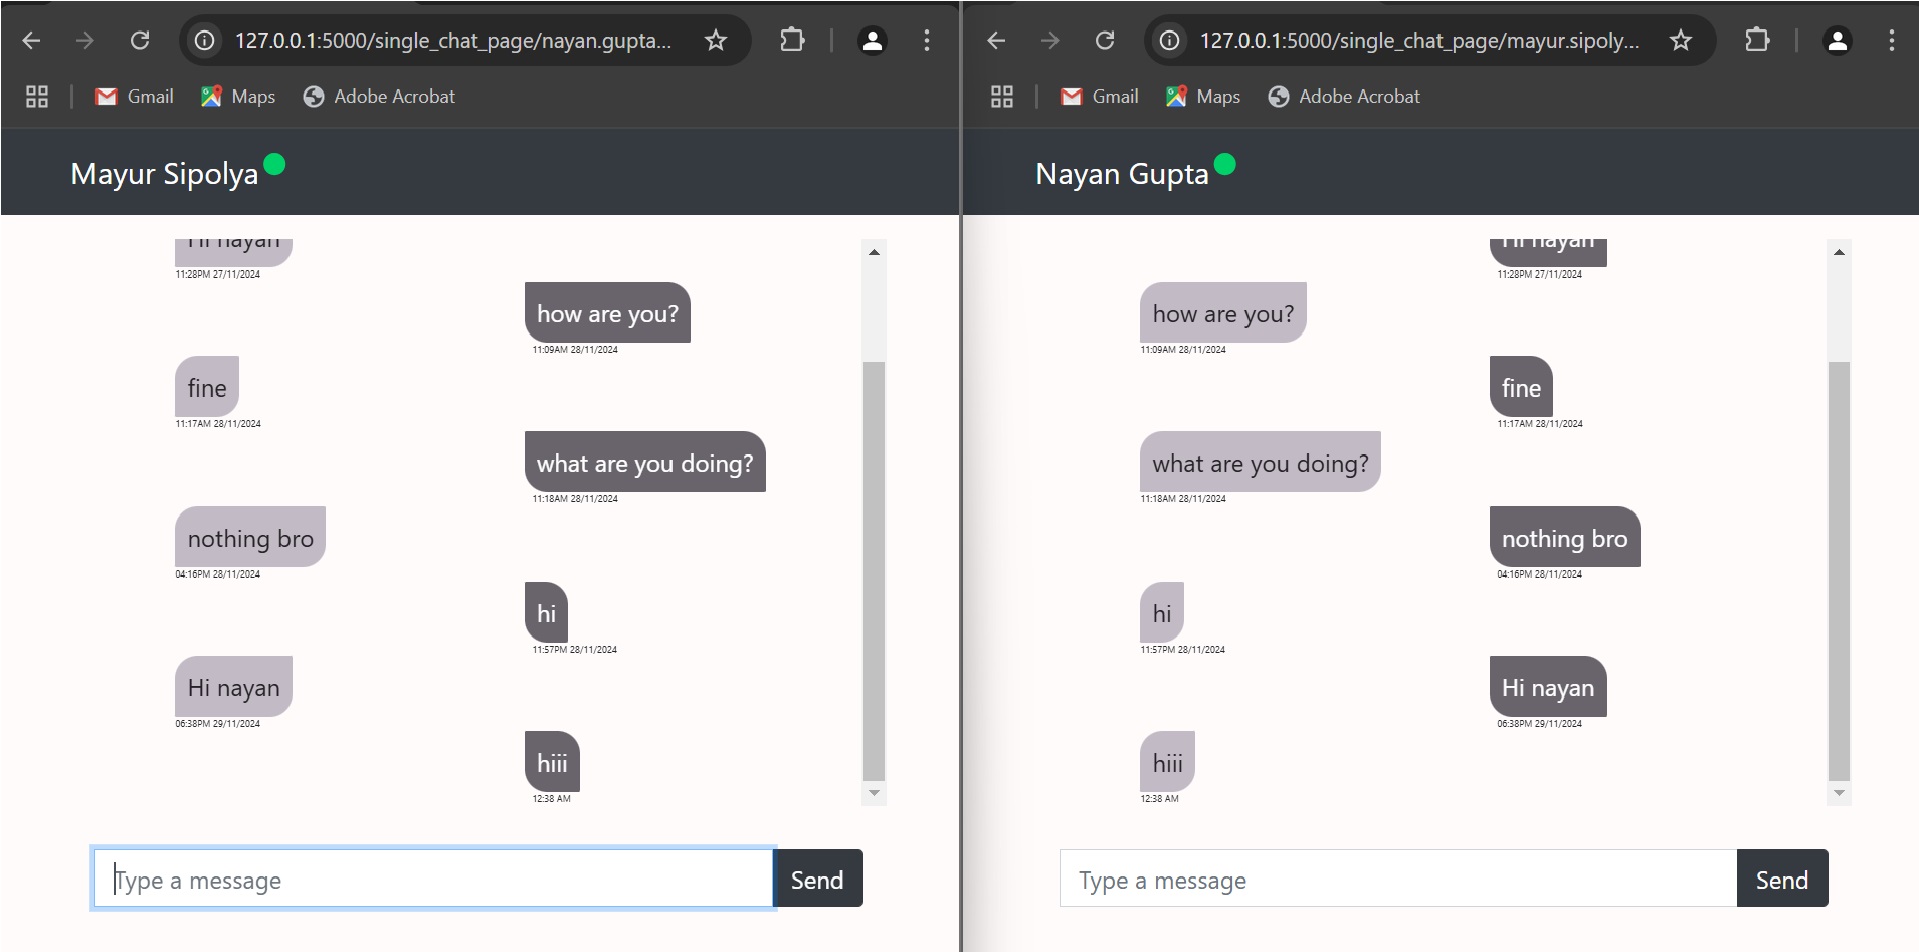 127.0.0.1:5000/single_chat_page/nayan.gupta...
Gmail Maps Adobe Acrobat
Mayur Sipolya
Hi nayan
11:28PM 27/11/2024
how are you?
11:09AM 28/11/2024
fine
11:17AM 28/11/2024
what are you doing?
11:18AM 28/11/2024
nothing bro
04:16PM 28/11/2024
hi
11:57PM 28/11/2024
Hi nayan
06:38PM 29/11/2024
hiii
12:38 AM
Type a message
Send
127.0.0.1:5000/single_chat_page/mayur.sipoly...
Gmail Maps Adobe Acrobat
Nayan Gupta
Hi nayan
11:28PM 27/11/2024
how are you?
11:09AM 28/11/2024
fine
11:17AM 28/11/2024
what are you doing?
11:18AM 28/11/2024
nothing bro
04:16PM 28/11/2024
hi
11:57PM 28/11/2024
Hi nayan
06:38PM 29/11/2024
hiii
12:38 AM
Type a message
Send